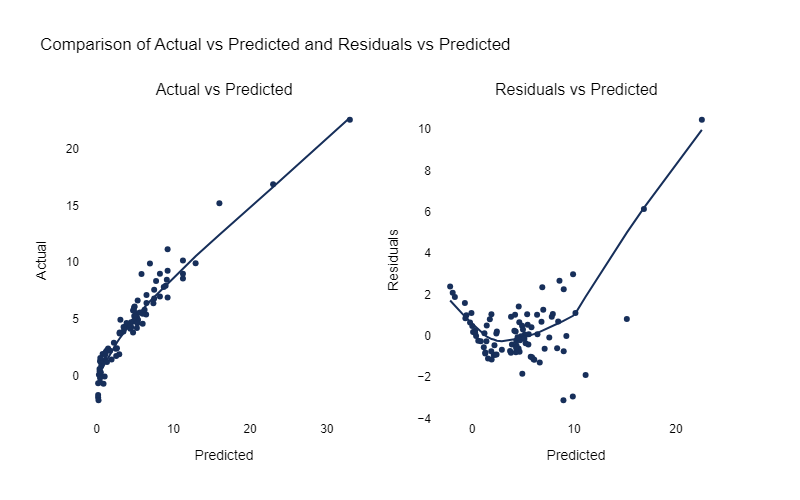 Comparison of Actual vs Predicted and Residuals vs Predicted
Actual vs Predicted
Residuals vs Predicted
Actual
20
15
10
5
0
0 10 20 30
Predicted
Residuals
10
8
6
4
2
0
−2
−4
0 10 20
Predicted